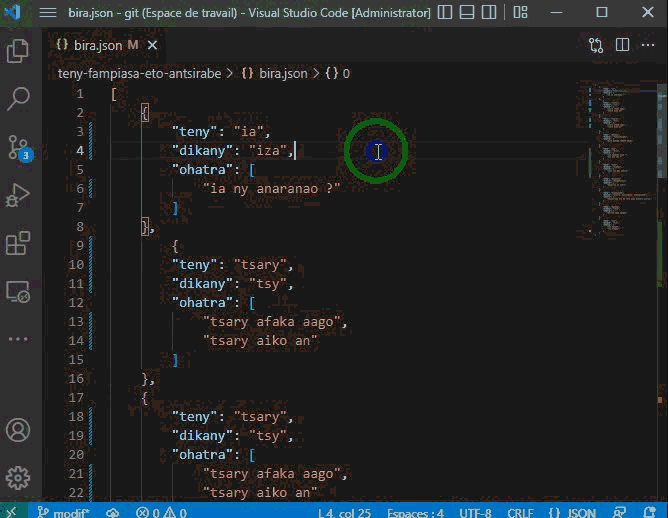 bira.json - git (Espace de travail) - Visual Studio Code [Administrator]
bira.json M
teny-fampiasa-eto-antsirabe > {} bira.json > {} 0
1 [
2 {
3 "teny": "ia",
4 "dikany": "iza",
5 "ohatra": [
6 "ia ny anaranao ?"
7 ]
8 },
9 {
10 "teny": "tsary",
11 "dikany": "tsy",
12 "ohatra": [
13 "tsary afaka aago",
14 "tsary aiko an"
15 ]
16 },
17 {
18 "teny": "tsary",
19 "dikany": "tsy",
20 "ohatra": [
21 "tsary afaka aago",
22 "tsary aiko an"
3
modif* 0 0 L 4, col 25 Espaces : 4 UTF-8 CRLF {} JSON